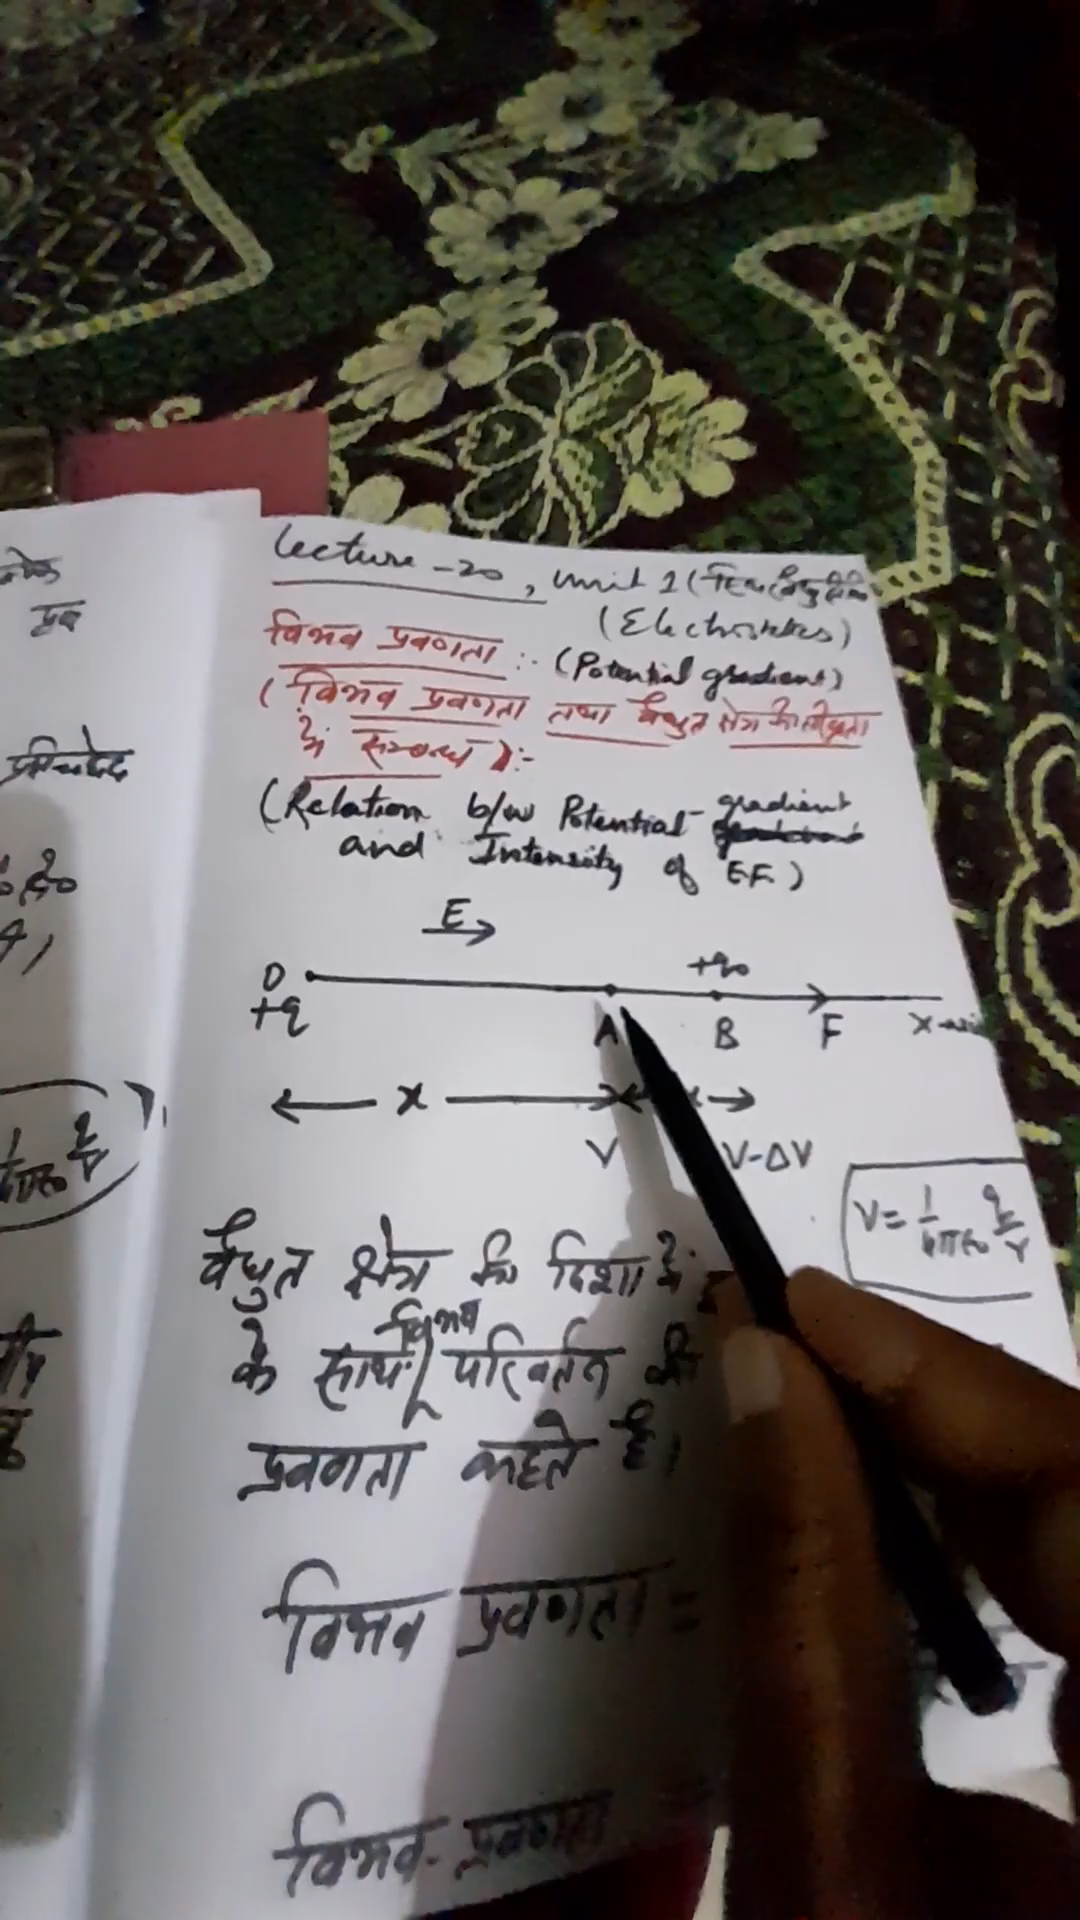 Lecture-20, Unit 1 (स्थिर वैद्युतिकी
(Electrostatics)
विभव प्रवणता :- (Potential gradient)
(विभव प्रवणता तथा वैधुत क्षेत्र की तीव्रता
में सम्बन्ध ):-
(Relation b/w Potential gradient
and Intensity of E.F.)
E
O +q0
+q A B F X-axis
x
V V-ΔV
V= 1/4πε0 q/r
वैधुत क्षेत्र कि दिशा में
विभव
के साथ परिवर्तन की
प्रवणता कहते है।
विभव प्रवणता =
विभव-प्रवणता